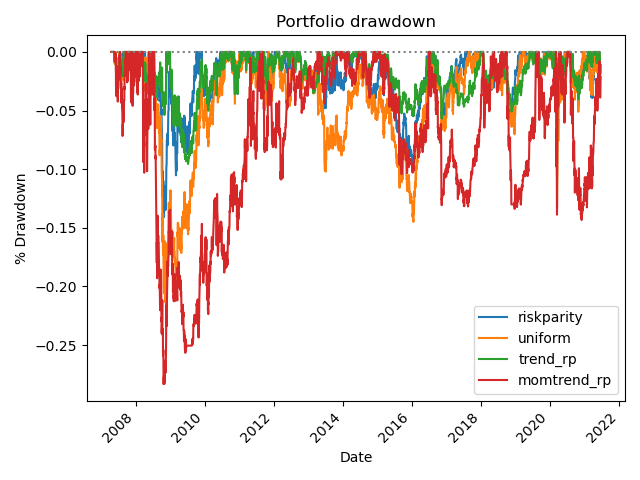 Portfolio drawdown
% Drawdown
0.00
−0.05
−0.10
−0.15
−0.20
−0.25
riskparity
uniform
trend_rp
momtrend_rp
2008
2010
2012
2014
2016
2018
2020
2022
Date